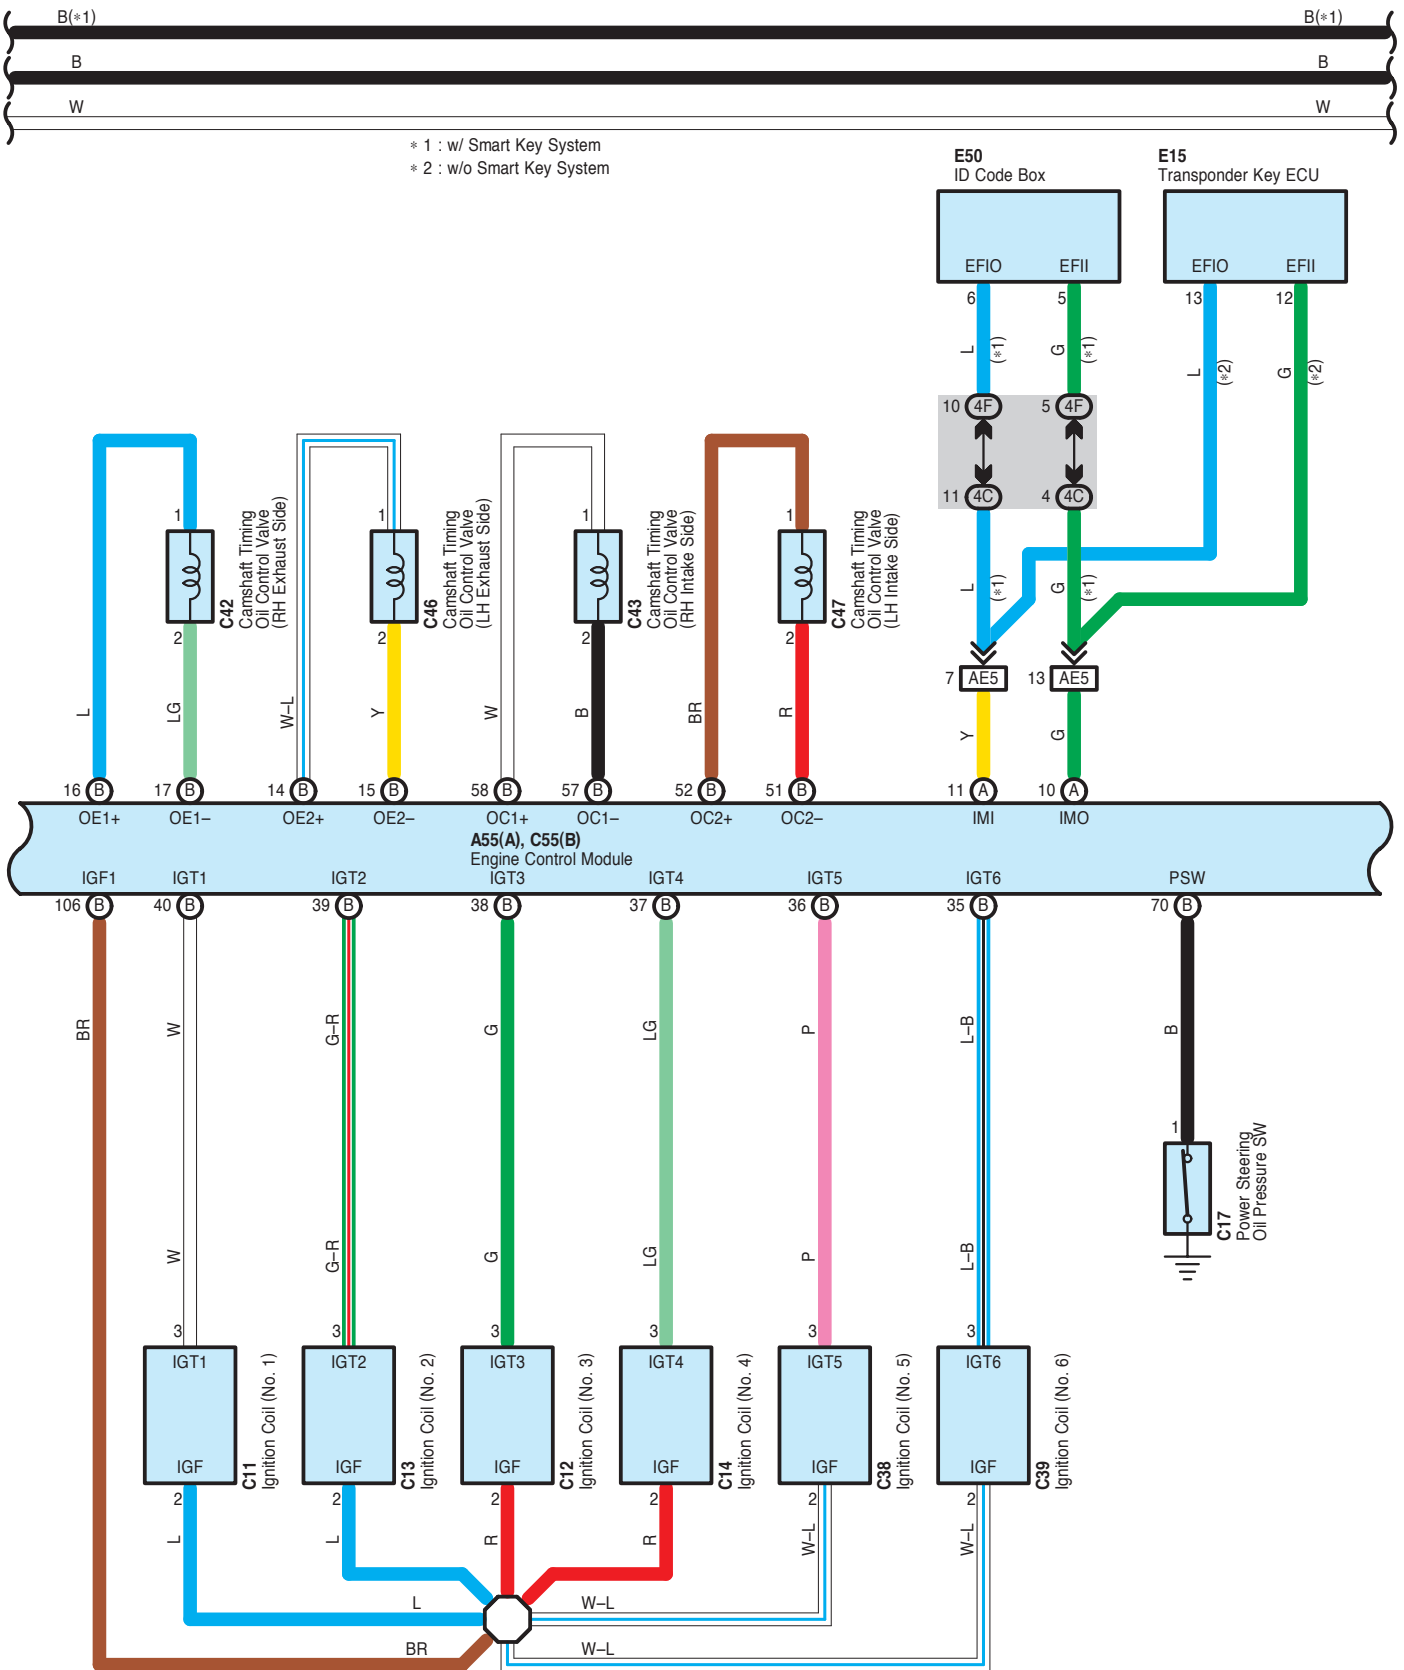 B(∗1) B(∗1)
B B
W W
∗ 1 : w/ Smart Key System
∗ 2 : w/o Smart Key System
E50
ID Code Box
E15
Transponder Key ECU
EFIO EFII EFIO EFII
6 5 13 12
L (∗1) G (∗1) L (∗2) G (∗2)
10 4F 5 4F
11 4C 4 4C
1 1 1 1
C42
Camshaft Timing
Oil Control Valve
(RH Exhaust Side)
C46
Camshaft Timing
Oil Control Valve
(LH Exhaust Side)
C43
Camshaft Timing
Oil Control Valve
(RH Intake Side)
C47
Camshaft Timing
Oil Control Valve
(LH Intake Side)
2 2 2 2
L (∗1) G (∗1)
7 AE5 13 AE5
L LG W–L Y W B BR R Y G
16 B 17 B 14 B 15 B 58 B 57 B 52 B 51 B 11 A 10 A
OE1+ OE1– OE2+ OE2– OC1+ OC1– OC2+ OC2– IMI IMO
A55(A), C55(B)
Engine Control Module
IGF1 IGT1 IGT2 IGT3 IGT4 IGT5 IGT6 PSW
106 B 40 B 39 B 38 B 37 B 36 B 35 B 70 B
BR W G–R G LG P L–B B
1
C17
Power Steering
Oil Pressure SW
W G–R G LG P L–B
3 3 3 3 3 3
IGT1 IGT2 IGT3 IGT4 IGT5 IGT6
C11
Ignition Coil (No. 1)
C13
Ignition Coil (No. 2)
C12
Ignition Coil (No. 3)
C14
Ignition Coil (No. 4)
C38
Ignition Coil (No. 5)
C39
Ignition Coil (No. 6)
IGF IGF IGF IGF IGF IGF
2 2 2 2 2 2
L L R R W–L W–L
L W–L
BR W–L